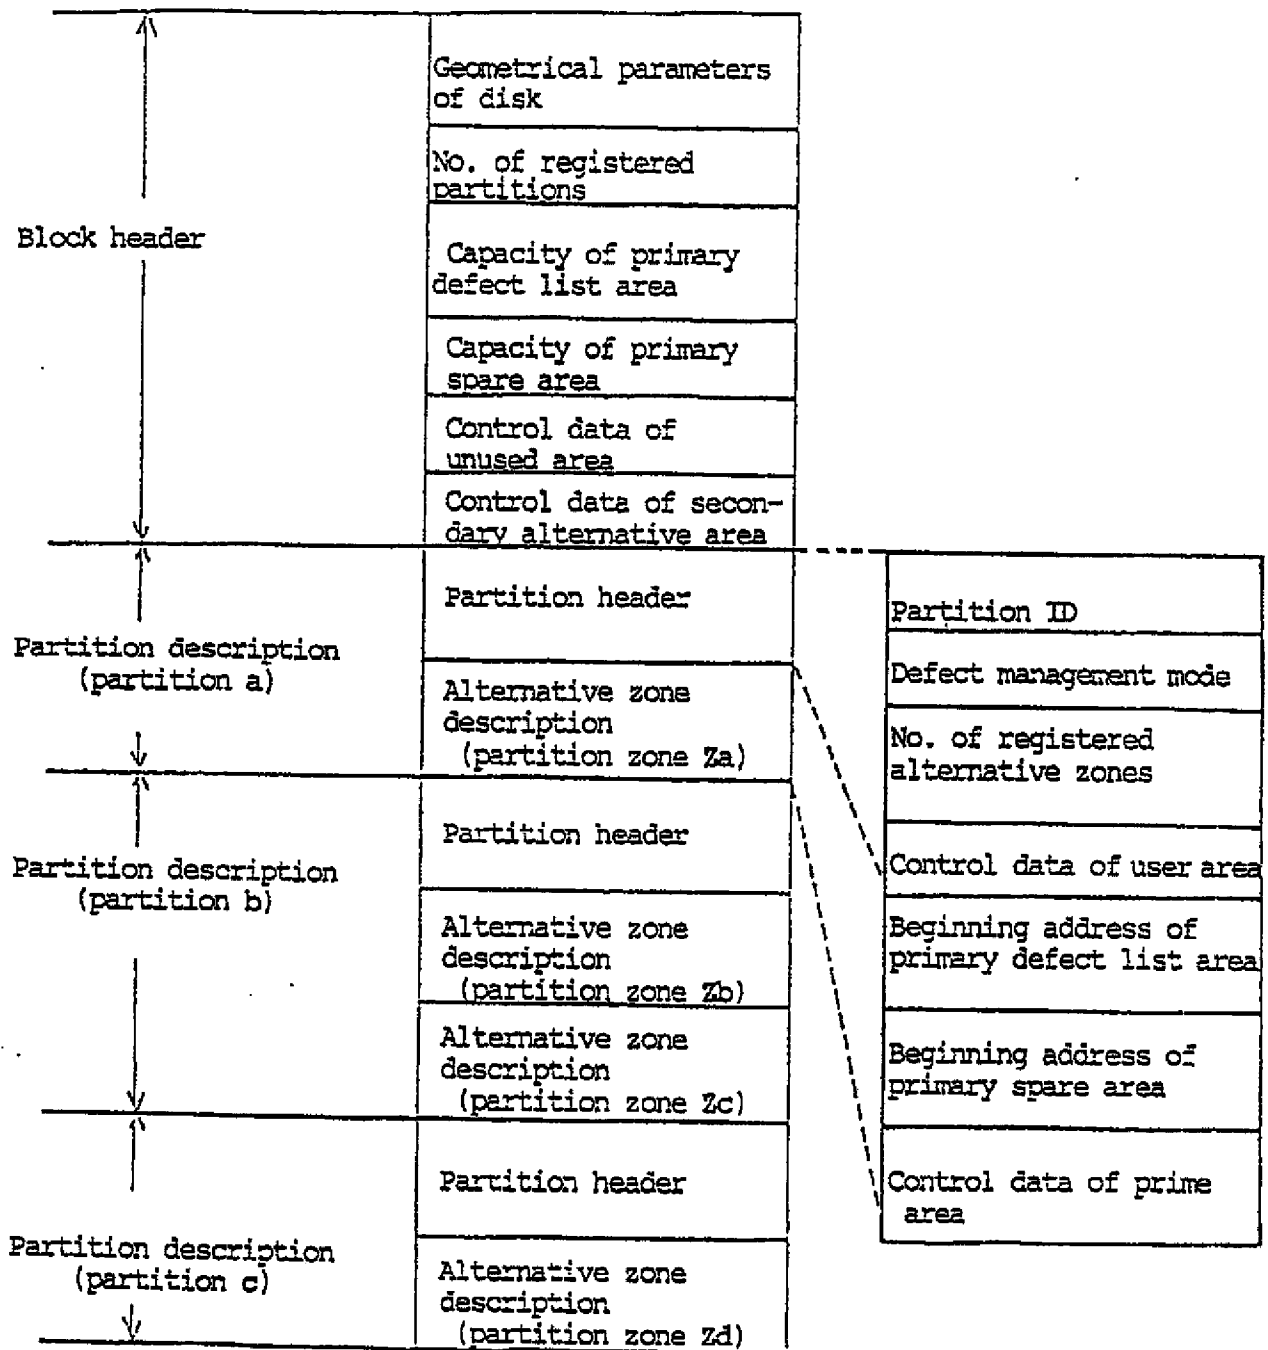 Geometrical parameters
of disk
No. of registered
partitions
Block header
Capacity of primary
defect list area
Capacity of primary
spare area
Control data of
unused area
Control data of secon-
dary alternative area
Partition description
(partition a)
Partition header
Alternative zone
description
(partition zone Za)
Partition description
(partition b)
Partition header
Alternative zone
description
(partition zone Zb)
Alternative zone
description
(partition zone Zc)
Partition description
(partition c)
Partition header
Alternative zone
description
(partition zone Zd)
Partition ID
Defect management mode
No. of registered
alternative zones
Control data of user area
Beginning address of
primary defect list area
Beginning address of
primary spare area
Control data of prime
area